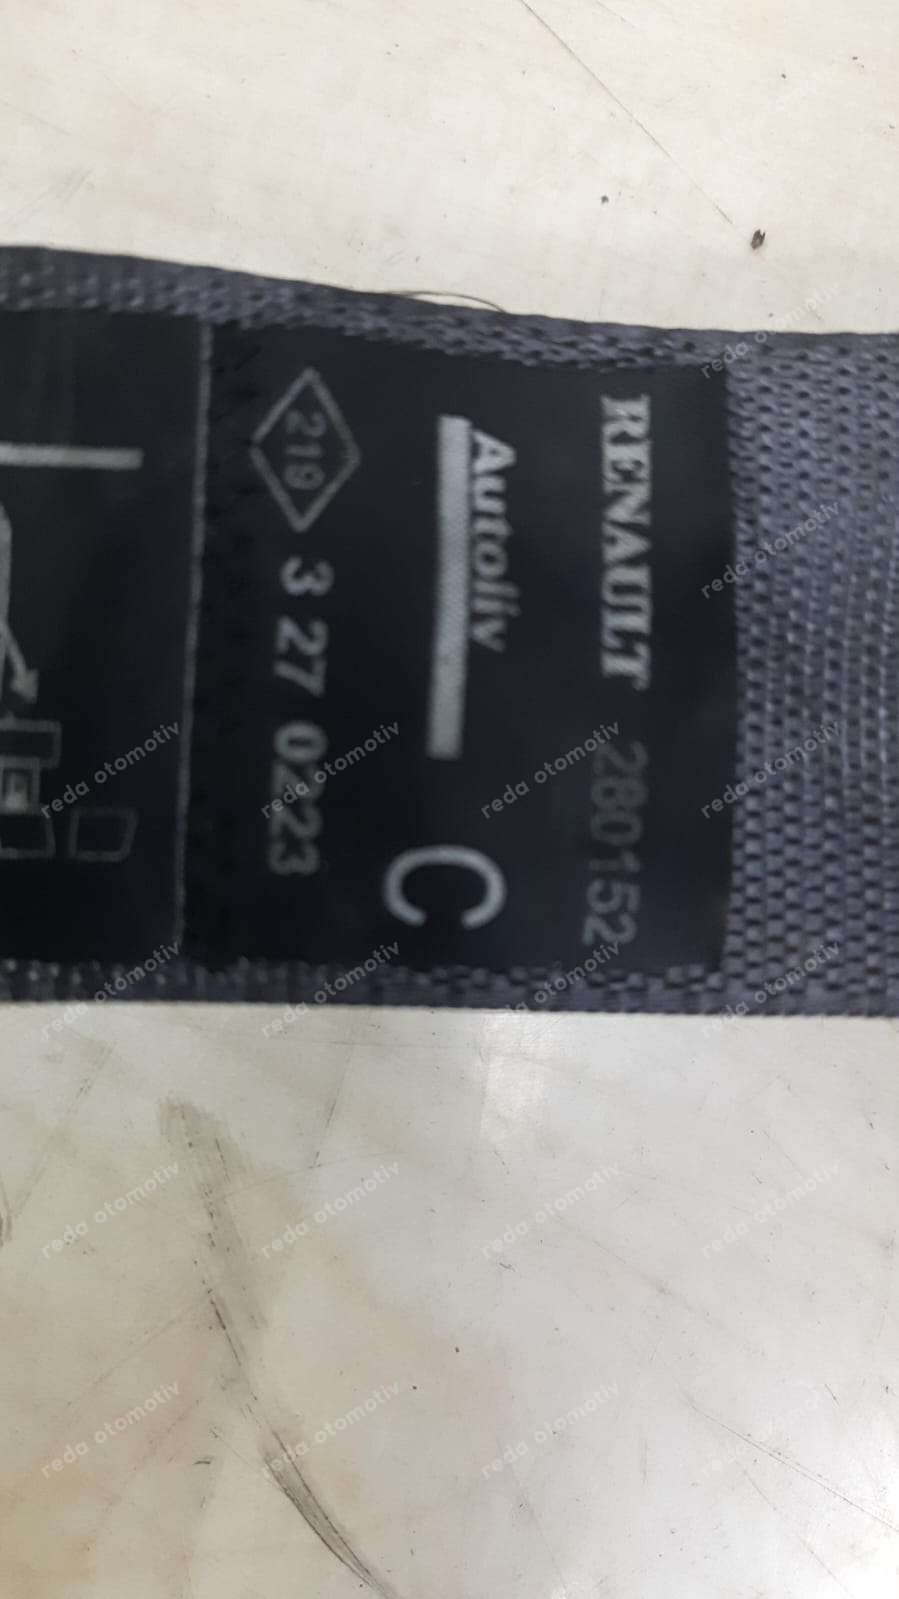 RENAULT 280152
Autoliv
C
219 3 27 0223
reda otomotiv